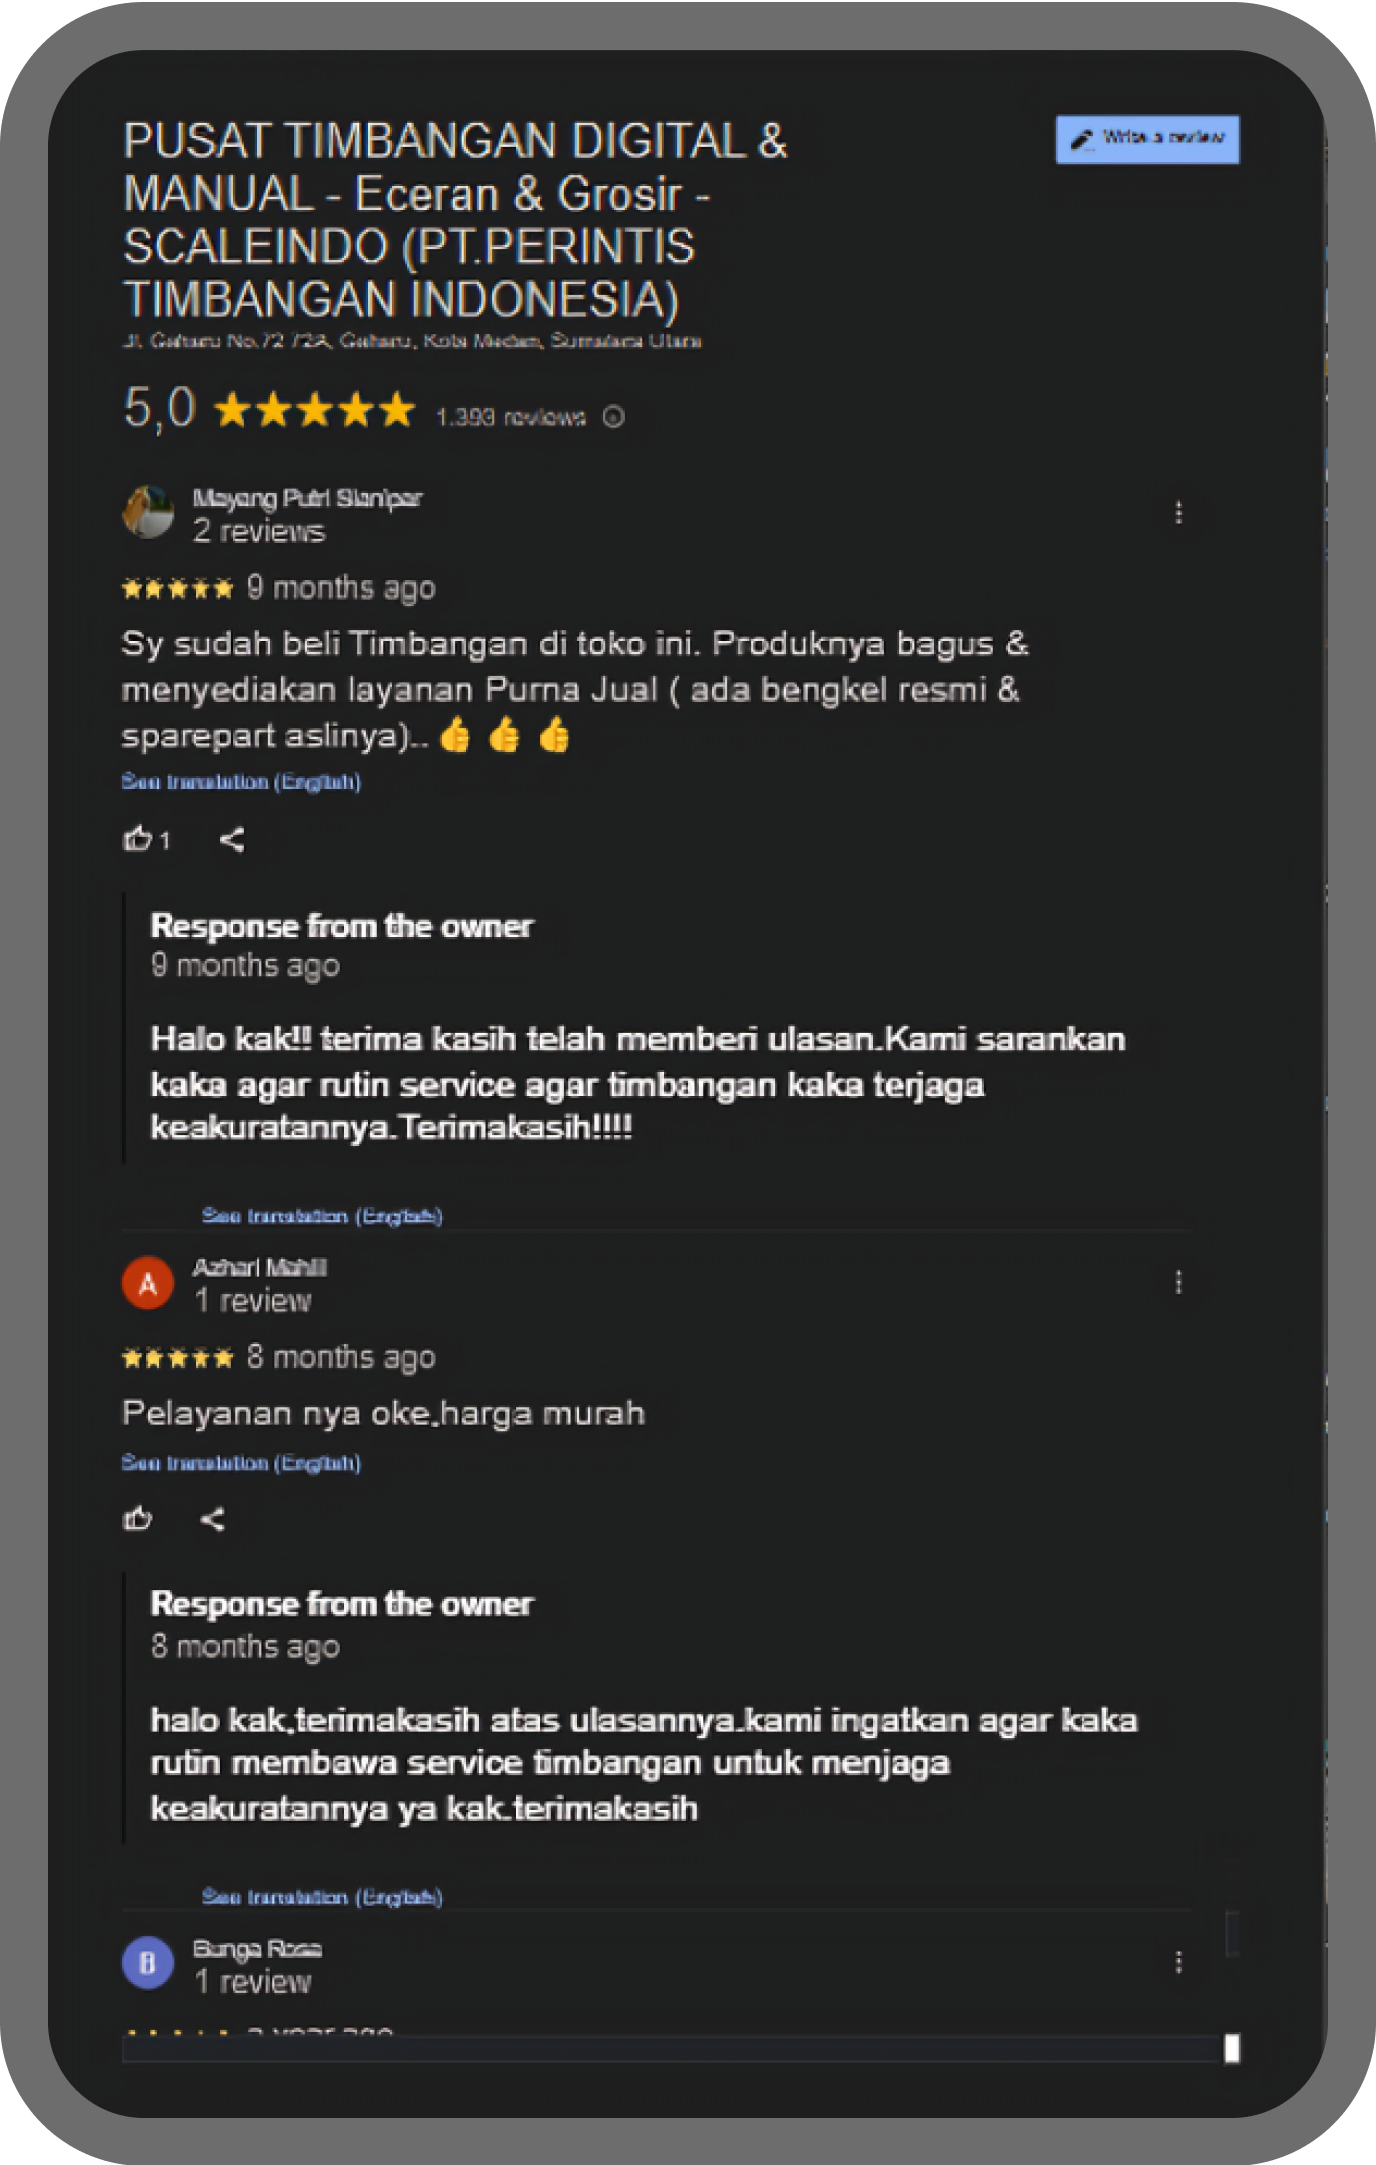 PUSAT TIMBANGAN DIGITAL &
MANUAL - Eceran & Grosir -
SCALEINDO (PT.PERINTIS
TIMBANGAN INDONESIA)
Write a review
Jl. Gaharu No.72 72A, Gaharu, Kota Medan, Sumatera Utara
5,0 1.393 reviews
Mayang Putri Sianipar
2 reviews
9 months ago
Sy sudah beli Timbangan di toko ini. Produknya bagus &
menyediakan layanan Purna Jual ( ada bengkel resmi &
sparepart aslinya).. 👍 👍 👍
See translation (English)
1
Response from the owner
9 months ago
Halo kak!! terima kasih telah memberi ulasan.Kami sarankan
kaka agar rutin service agar timbangan kaka terjaga
keakuratannya.Terimakasih!!!!
See translation (English)
A
Azhari Mahlil
1 review
8 months ago
Pelayanan nya oke,harga murah
See translation (English)
Response from the owner
8 months ago
halo kak,terimakasih atas ulasannya.kami ingatkan agar kaka
rutin membawa service timbangan untuk menjaga
keakuratannya ya kak.terimakasih
See translation (English)
B
Bunga Rosa
1 review
a year ago